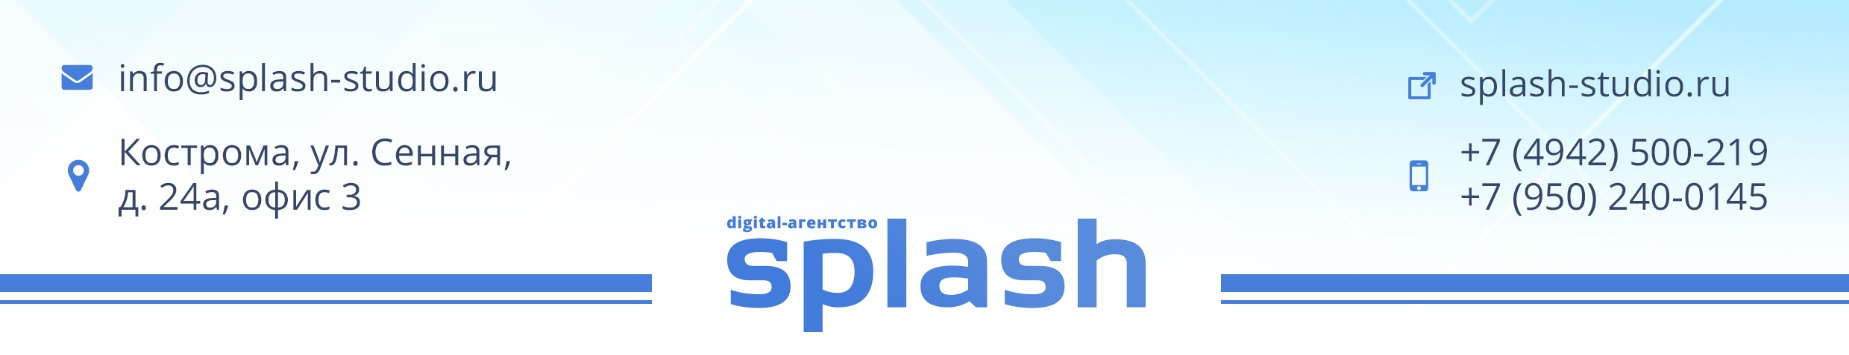 info@splash-studio.ru
Кострома, ул. Сенная,
д. 24а, офис 3
splash-studio.ru
+7 (4942) 500-219
+7 (950) 240-0145
digital-агентство
splash